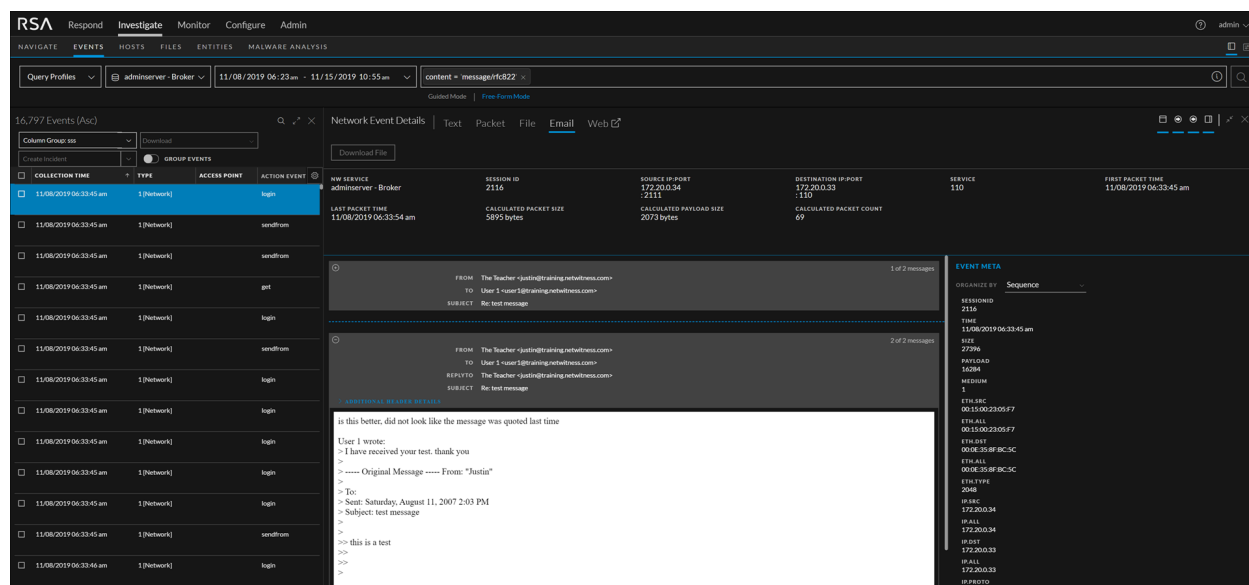 RSA Respond Investigate Monitor Configure Admin admin
NAVIGATE EVENTS HOSTS FILES ENTITIES MALWARE ANALYSIS
Query Profiles adminserver - Broker 11/08/2019 06:23 am - 11/15/2019 10:55 am content = 'message/rfc822' ×
Guided Mode | Free-Form Mode
16,797 Events (Asc)
Column Group: sss Download
Create Incident GROUP EVENTS
COLLECTION TIME TYPE ACCESS POINT ACTION EVENT
11/08/2019 06:33:45 am 1 [Network] login
11/08/2019 06:33:45 am 1 [Network] sendfrom
11/08/2019 06:33:45 am 1 [Network] sendfrom
11/08/2019 06:33:45 am 1 [Network] get
11/08/2019 06:33:45 am 1 [Network] login
11/08/2019 06:33:45 am 1 [Network] sendfrom
11/08/2019 06:33:45 am 1 [Network] login
11/08/2019 06:33:45 am 1 [Network] login
11/08/2019 06:33:45 am 1 [Network] login
11/08/2019 06:33:45 am 1 [Network] login
11/08/2019 06:33:45 am 1 [Network] login
11/08/2019 06:33:45 am 1 [Network] sendfrom
11/08/2019 06:33:46 am 1 [Network] login
Network Event Details Text Packet File Email Web
Download File
NW SERVICE SESSION ID SOURCE IP:PORT DESTINATION IP:PORT SERVICE FIRST PACKET TIME
adminserver - Broker 2116 172.20.0.34 172.20.0.33 110 11/08/2019 06:33:45 am
: 2111 : 110
LAST PACKET TIME CALCULATED PACKET SIZE CALCULATED PAYLOAD SIZE CALCULATED PACKET COUNT
11/08/2019 06:33:54 am 5895 bytes 2073 bytes 69
1 of 2 messages
FROM The Teacher <justin@training.netwitness.com>
TO User 1 <user1@training.netwitness.com>
SUBJECT Re: test message
2 of 2 messages
FROM The Teacher <justin@training.netwitness.com>
TO User 1 <user1@training.netwitness.com>
REPLYTO The Teacher <justin@training.netwitness.com>
SUBJECT Re: test message
ADDITIONAL HEADER DETAILS
is this better, did not look like the message was quoted last time
User 1 wrote:
> I have received your test. thank you
>
> ----- Original Message ----- From: "Justin"
>
> To:
> Sent: Saturday, August 11, 2007 2:03 PM
> Subject: test message
>
>
>> this is a test
>>
>>
>
EVENT META
ORGANIZE BY Sequence
SESSIONID
2116
TIME
11/08/2019 06:33:45 am
SIZE
27396
PAYLOAD
16284
MEDIUM
1
ETH.SRC
00:15:00:23:05:F7
ETH.ALL
00:15:00:23:05:F7
ETH.DST
00:0E:35:8F:BC:5C
ETH.ALL
00:0E:35:8F:BC:5C
ETH.TYPE
2048
IP.SRC
172.20.0.34
IP.ALL
172.20.0.34
IP.DST
172.20.0.33
IP.ALL
172.20.0.33
IP.PROTO